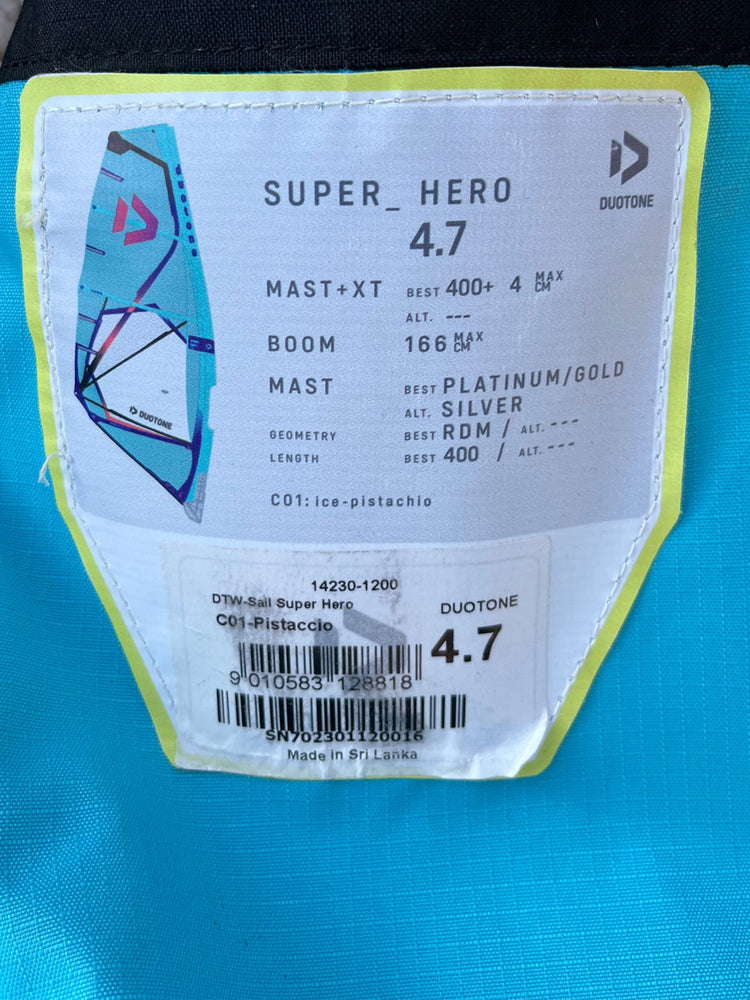 DUOTONE
SUPER_ HERO
4.7
MAST+XT BEST 400+ 4 MAX CM
ALT. ---
BOOM 166 MAX CM
MAST BEST PLATINUM/GOLD
ALT. SILVER
GEOMETRY BEST RDM / ALT. ---
LENGTH BEST 400 / ALT. ---
C01: ice-pistachio
duotone
DUOTONE
14230-1200
DTW-Sail Super Hero
C01-Pistaccio
DUOTONE
4.7
9 010583 128818
SN702301120016
Made in Sri Lanka